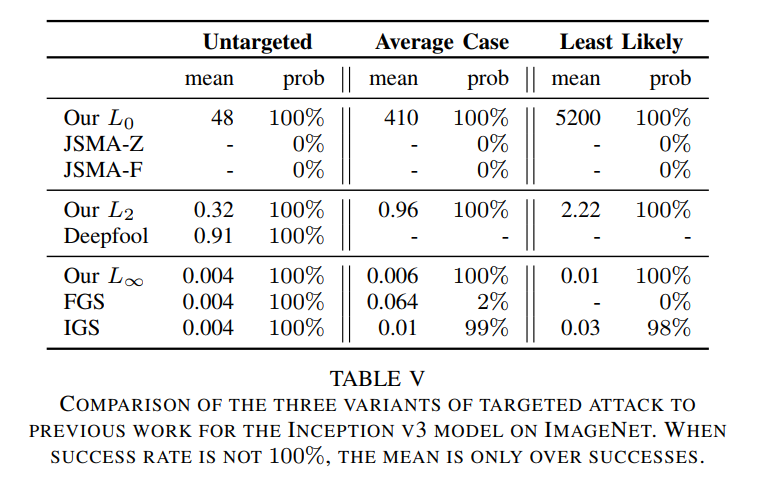 Untargeted Average Case Least Likely
mean prob mean prob mean prob
Our L₀ 48 100% 410 100% 5200 100%
JSMA-Z - 0% - 0% - 0%
JSMA-F - 0% - 0% - 0%
Our L₂ 0.32 100% 0.96 100% 2.22 100%
Deepfool 0.91 100% - - - -
Our L∞ 0.004 100% 0.006 100% 0.01 100%
FGS 0.004 100% 0.064 2% - 0%
IGS 0.004 100% 0.01 99% 0.03 98%
TABLE V
COMPARISON OF THE THREE VARIANTS OF TARGETED ATTACK TO
PREVIOUS WORK FOR THE INCEPTION V3 MODEL ON IMAGENET. WHEN
SUCCESS RATE IS NOT 100%, THE MEAN IS ONLY OVER SUCCESSES.